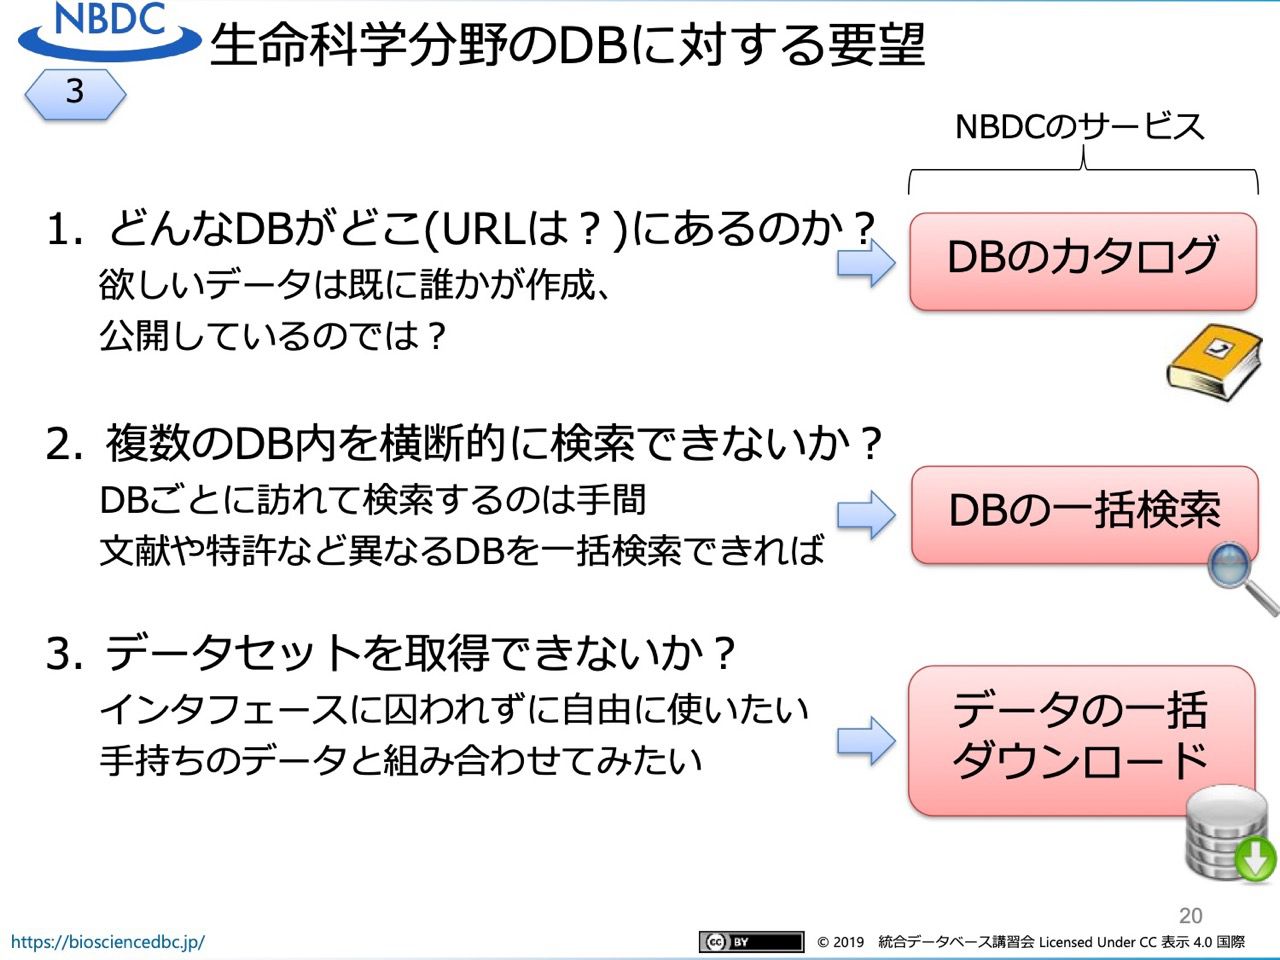 NBDC
生命科学分野のDBに対する要望
3
NBDCのサービス
1. どんなDBがどこ(URLは？)にあるのか？
欲しいデータは既に誰かが作成、
公開しているのでは？
DBのカタログ
2. 複数のDB内を横断的に検索できないか？
DBごとに訪れて検索するのは手間
文献や特許など異なるDBを一括検索できれば
DBの一括検索
3. データセットを取得できないか？
インタフェースに囚われずに自由に使いたい
手持ちのデータと組み合わせてみたい
データの一括
ダウンロード
20
https://biosciencedbc.jp/
cc BY
© 2019 統合データベース講習会 Licensed Under CC 表示 4.0 国際